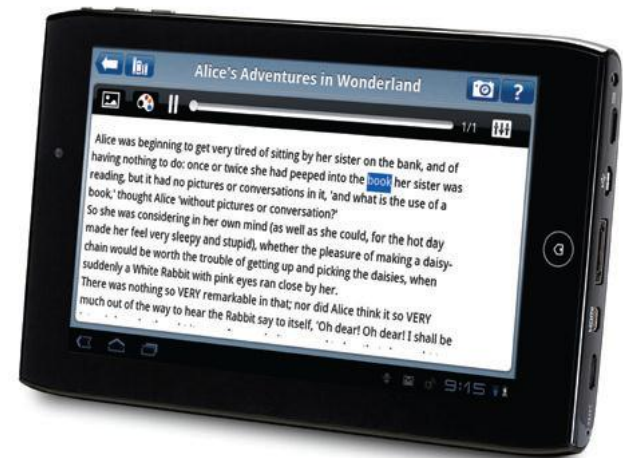 Alice's Adventures in Wonderland
?
1/1
Alice was beginning to get very tired of sitting by her sister on the bank, and of
having nothing to do: once or twice she had peeped into the book her sister was
reading, but it had no pictures or conversations in it, 'and what is the use of a
book,' thought Alice 'without pictures or conversation?'
So she was considering in her own mind (as well as she could, for the hot day
made her feel very sleepy and stupid), whether the pleasure of making a daisy-
chain would be worth the trouble of getting up and picking the daisies, when
suddenly a White Rabbit with pink eyes ran close by her.
There was nothing so VERY remarkable in that; nor did Alice think it so VERY
much out of the way to hear the Rabbit say to itself, 'Oh dear! Oh dear! I shall be
9:15
HDMI